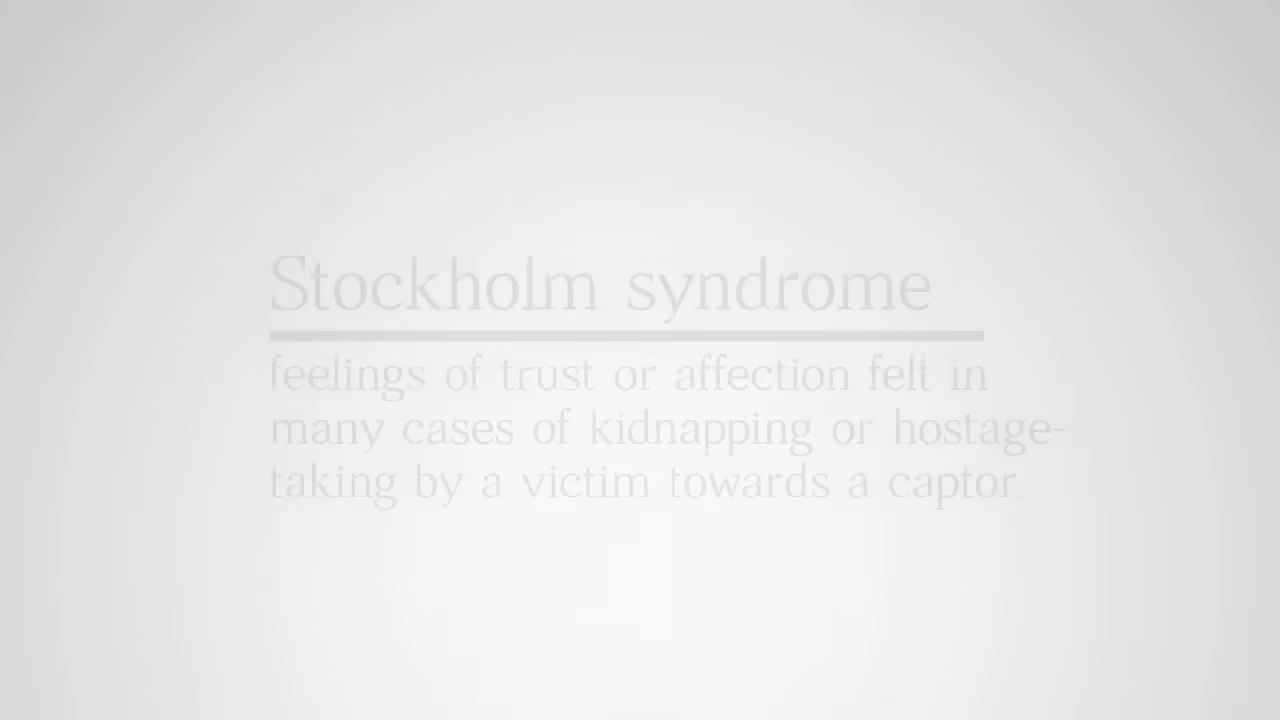 Stockholm syndrome
feelings of trust or affection felt in
many cases of kidnapping or hostage-
taking by a victim towards a captor.